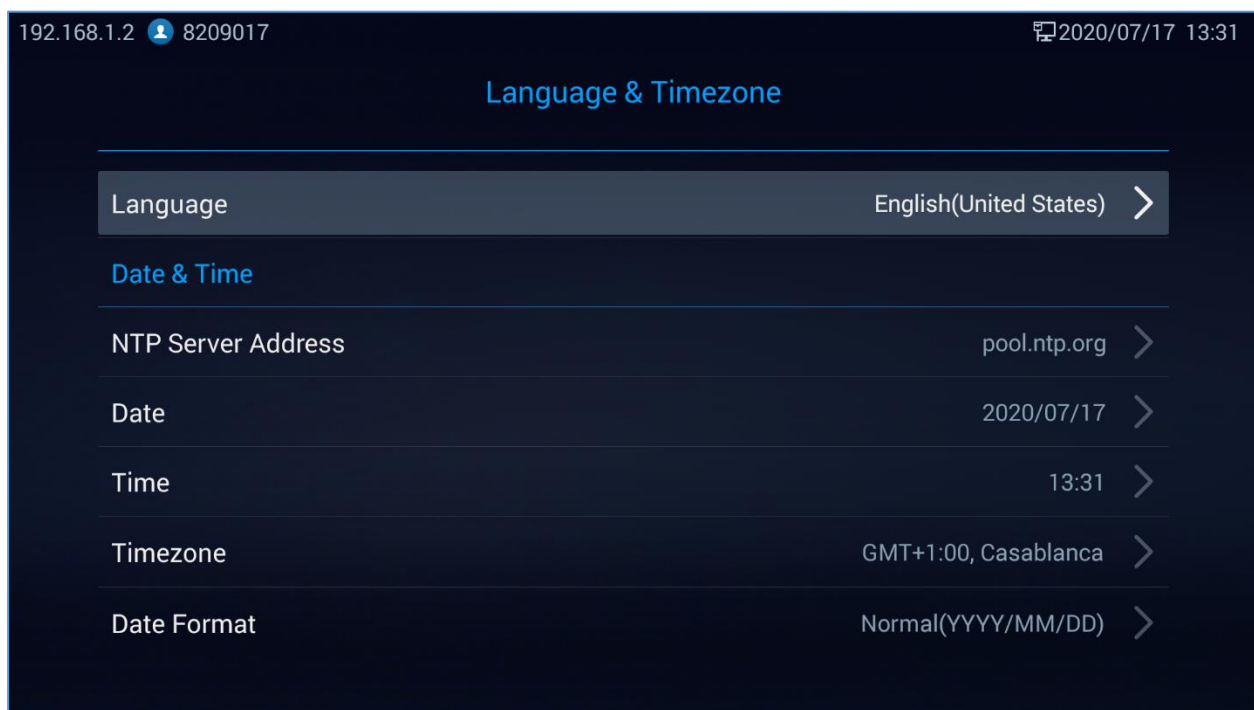 192.168.1.2 8209017 2020/07/17 13:31
Language & Timezone
Language English(United States)
Date & Time
NTP Server Address pool.ntp.org
Date 2020/07/17
Time 13:31
Timezone GMT+1:00, Casablanca
Date Format Normal(YYYY/MM/DD)